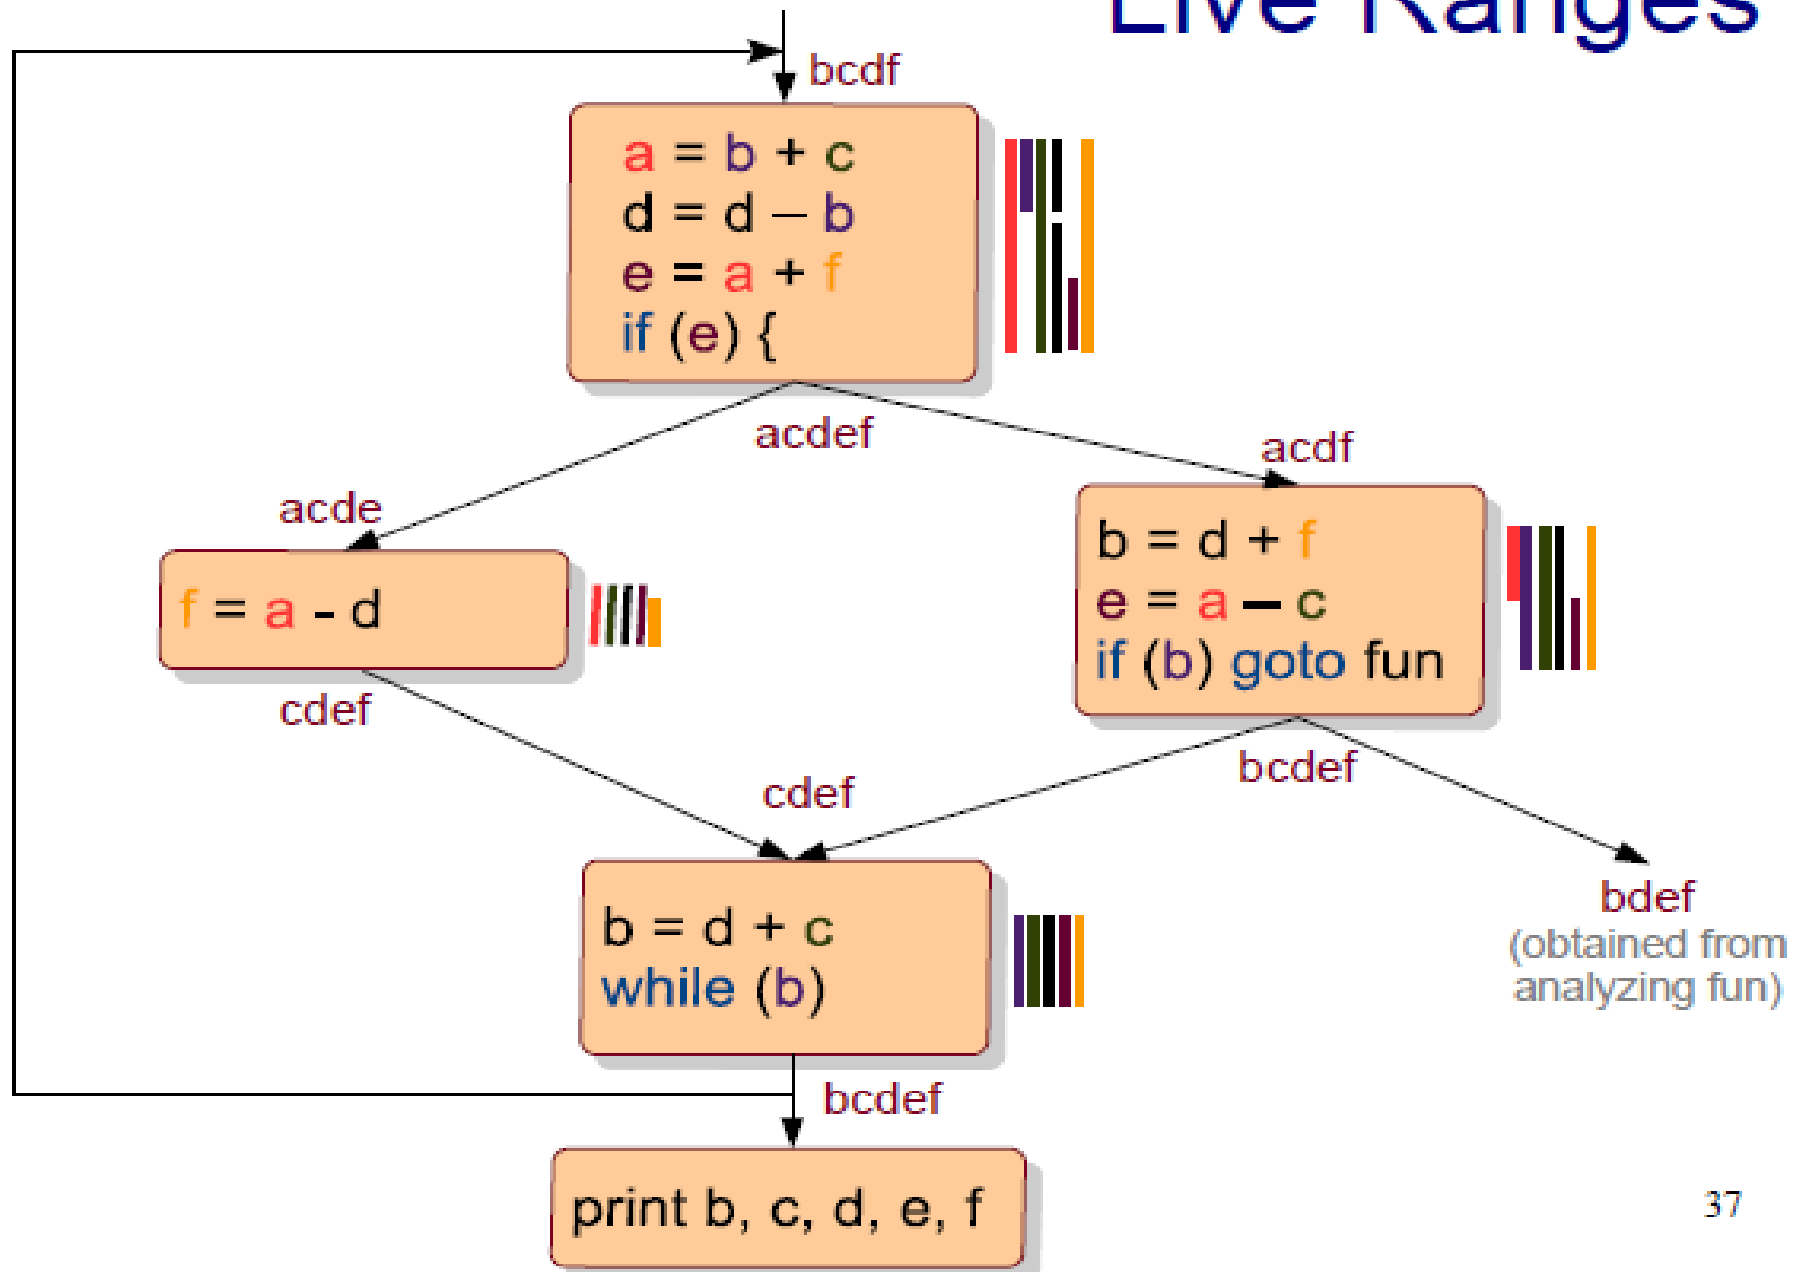 Live Ranges
bcdf
a = b + c
d = d – b
e = a + f
if (e) {
acdef
acdf
acde
f = a - d
b = d + f
e = a – c
if (b) goto fun
cdef
bcdef
cdef
bdef
(obtained from
analyzing fun)
b = d + c
while (b)
bcdef
print b, c, d, e, f
37